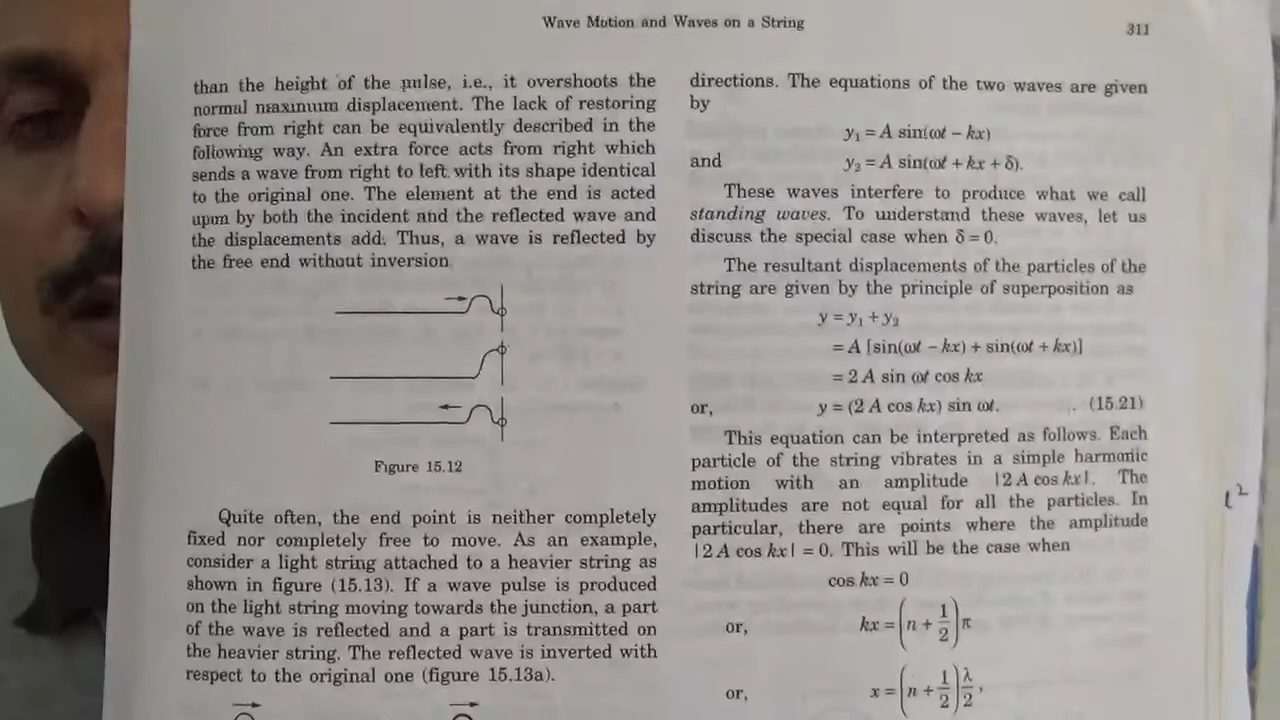 Wave Motion and Waves on a String
311
than the height of the pulse, i.e., it overshoots the
normal maximum displacement. The lack of restoring
force from right can be equivalently described in the
following way. An extra force acts from right which
sends a wave from right to left with its shape identical
to the original one. The element at the end is acted
upon by both the incident and the reflected wave and
the displacements add. Thus, a wave is reflected by
the free end without inversion.
Figure 15.12
Quite often, the end point is neither completely
fixed nor completely free to move. As an example,
consider a light string attached to a heavier string as
shown in figure (15.13). If a wave pulse is produced
on the light string moving towards the junction, a part
of the wave is reflected and a part is transmitted on
the heavier string. The reflected wave is inverted with
respect to the original one (figure 15.13a).
directions. The equations of the two waves are given
by
y₁ = A sin(ωt − kx)
and y₂ = A sin(ωt + kx + δ).
These waves interfere to produce what we call
standing waves. To understand these waves, let us
discuss the special case when δ = 0.
The resultant displacements of the particles of the
string are given by the principle of superposition as
y = y₁ + y₂
= A [sin(ωt − kx) + sin(ωt + kx)]
= 2 A sin ωt cos kx
or, y = (2 A cos kx) sin ωt. .. (15.21)
This equation can be interpreted as follows. Each
particle of the string vibrates in a simple harmonic
motion with an amplitude |2 A cos kx|. The
amplitudes are not equal for all the particles. In
particular, there are points where the amplitude
|2 A cos kx| = 0. This will be the case when
cos kx = 0
or, kx = (n + 1/2) π
or, x = (n + 1/2) λ/2 ,